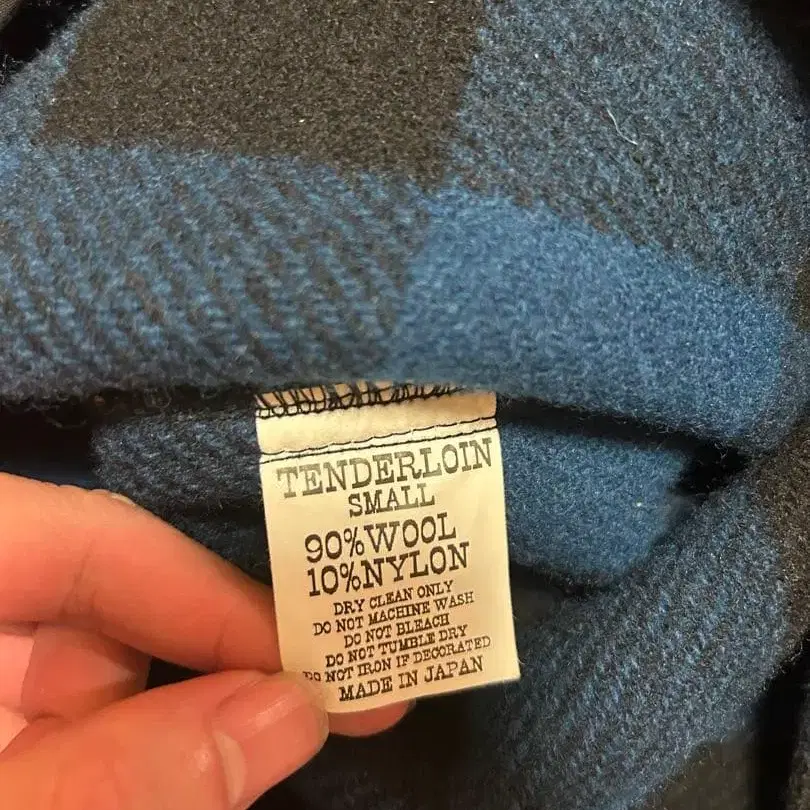 TENDERLOIN
SMALL
90%WOOL
10%NYLON
DRY CLEAN ONLY
DO NOT MACHINE WASH
DO NOT BLEACH
DO NOT TUMBLE DRY
DO NOT IRON IF DECORATED
MADE IN JAPAN